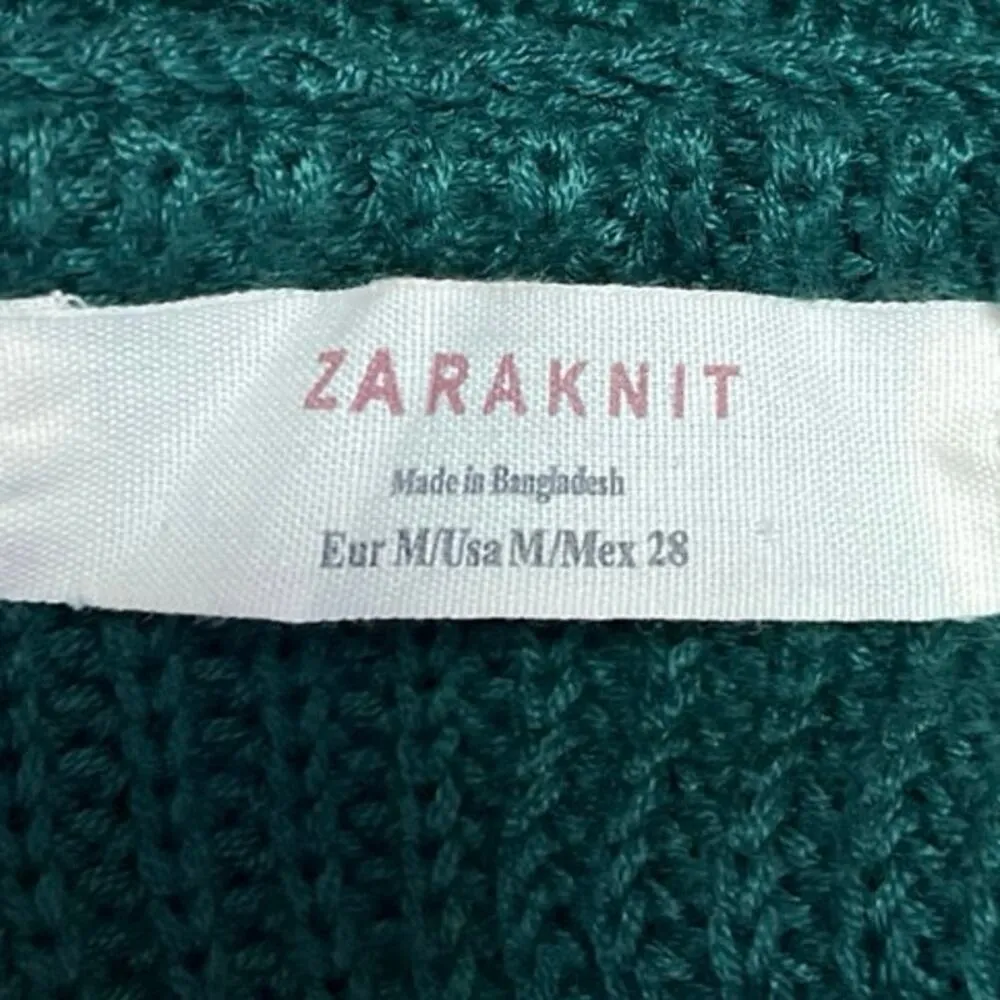 ZARAKNIT
Made in Bangladesh
Eur M/Usa M/Mex 28